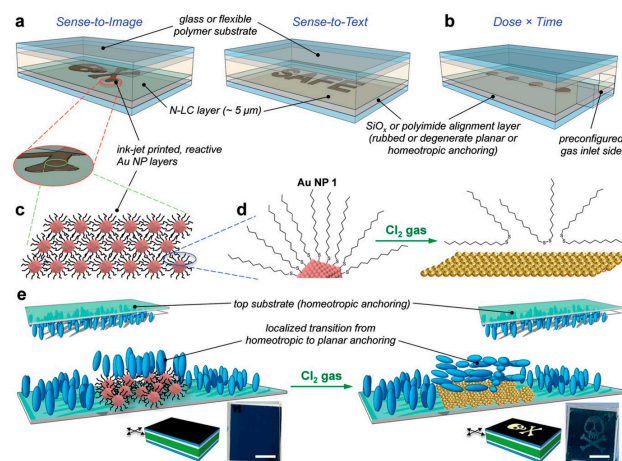 a
Sense-to-Image
Sense-to-Text
b
Dose × Time
glass or flexible
polymer substrate
SAFE
N-LC layer (~ 5 μm)
ink-jet printed, reactive
Au NP layers
SiOx or polyimide alignment layer
(rubbed or degenerate planar or
homeotropic anchoring)
preconfigured
gas inlet side
c
d
Au NP 1
Cl2 gas
S S S S S S
e
top substrate (homeotropic anchoring)
localized transition from
homeotropic to planar anchoring
Cl2 gas